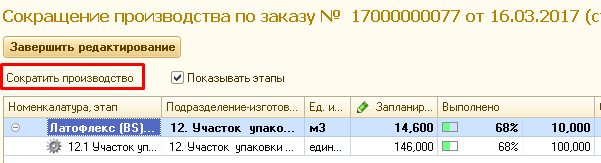 Сокращение производства по заказу № 17000000077 от 16.03.2017 (с
Завершить редактирование
Сократить производство Показывать этапы
Номенкалатура, этап Подразделение-изготов... Ед. и... Запланир... Выполнено
Латофлекс (BS)... 12. Участок упако... м3 14,600 68% 10,000
12.1 Участок уп... 12. Участок упаковки ... един... 146,000 68% 100,000